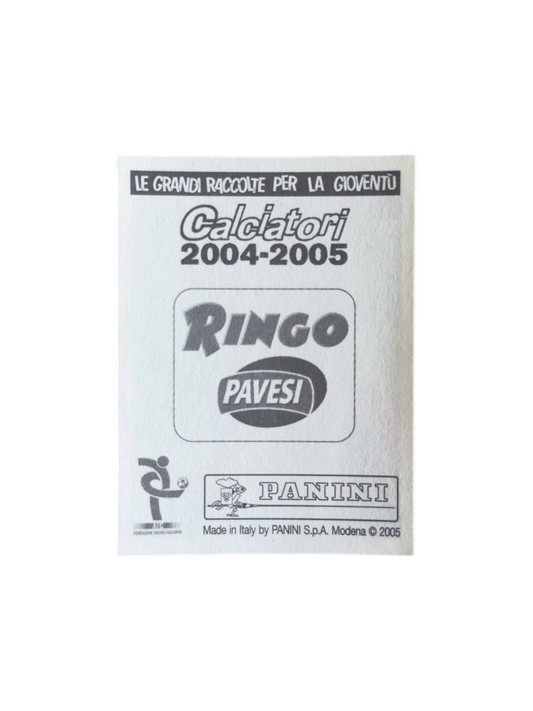 LE GRANDI RACCOLTE PER LA GIOVENTÙ
Calciatori
2004-2005
RINGO
PAVESI
PANINI
Made in Italy by PANINI S.p.A. Modena © 2005